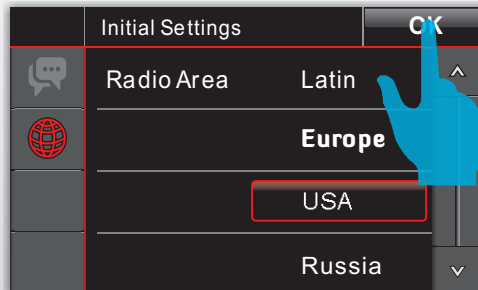 Initial Settings OK
Radio Area Latin
Europe
USA
Russia